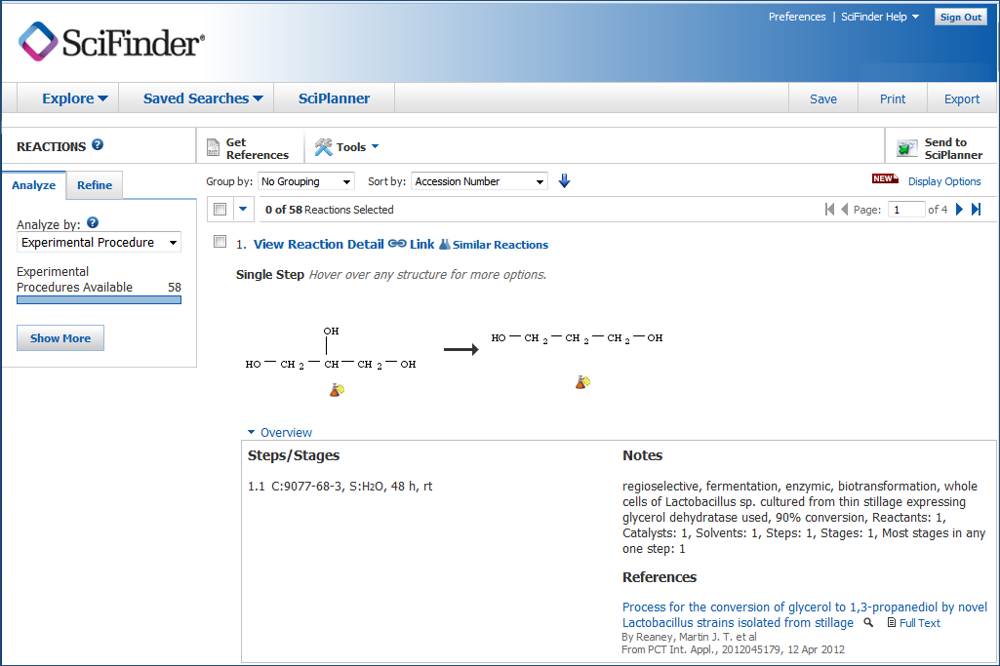 Preferences | SciFinder Help Sign Out
SciFinder®
Explore Saved Searches SciPlanner Save Print Export
REACTIONS ? Get References Tools Send to SciPlanner
Analyze Refine
Group by: No Grouping Sort by: Accession Number NEW Display Options
0 of 58 Reactions Selected Page: 1 of 4
Analyze by: ?
Experimental Procedure
Experimental
Procedures Available 58
Show More
1. View Reaction Detail Link Similar Reactions
Single Step Hover over any structure for more options.
OH
HO — CH 2 — CH — CH 2 — OH
HO — CH 2 — CH 2 — CH 2 — OH
Overview
Steps/Stages
1.1 C:9077-68-3, S:H2O, 48 h, rt
Notes
regioselective, fermentation, enzymic, biotransformation, whole
cells of Lactobacillus sp. cultured from thin stillage expressing
glycerol dehydratase used, 90% conversion, Reactants: 1,
Catalysts: 1, Solvents: 1, Steps: 1, Stages: 1, Most stages in any
one step: 1
References
Process for the conversion of glycerol to 1,3-propanediol by novel
Lactobacillus strains isolated from stillage Full Text
By Reaney, Martin J. T. et al
From PCT Int. Appl., 2012045179, 12 Apr 2012